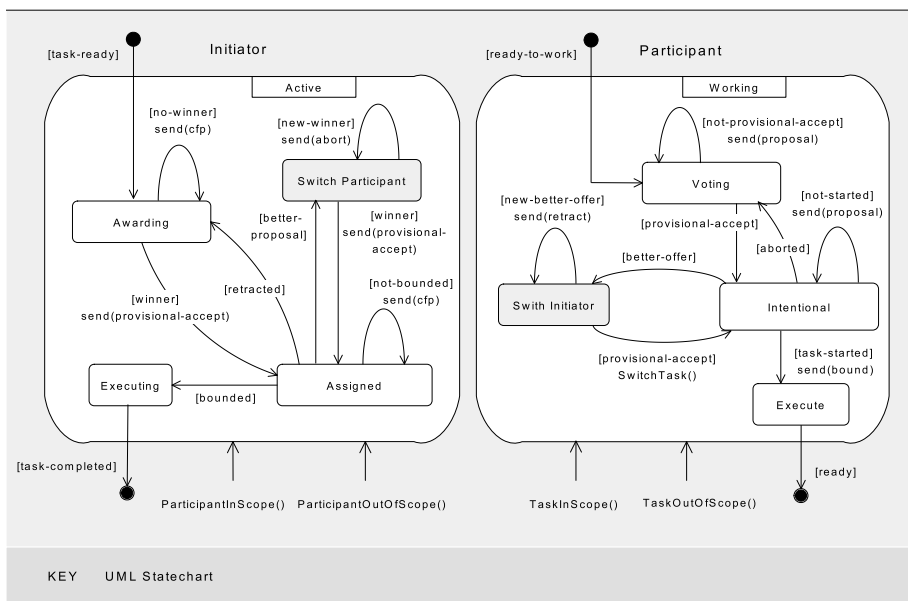 Initiator
[task-ready]
Active
[no-winner]
send(cfp)
[new-winner]
send(abort)
Switch Participant
Awarding
[better-
proposal]
[winner]
send(provisional-
accept)
[retracted]
[winner]
send(provisional-accept)
[not-bounded]
send(cfp)
Executing
[bounded]
Assigned
[task-completed]
ParticipantInScope()
ParticipantOutOfScope()
Participant
[ready-to-work]
Working
[not-provisional-accept]
send(proposal)
Voting
[new-better-offer]
send(retract)
[provisional-accept]
[not-started]
send(proposal)
[aborted]
[better-offer]
Swith Initiator
Intentional
[provisional-accept]
SwitchTask()
[task-started]
send(bound)
Execute
[ready]
TaskInScope()
TaskOutOfScope()
KEY UML Statechart